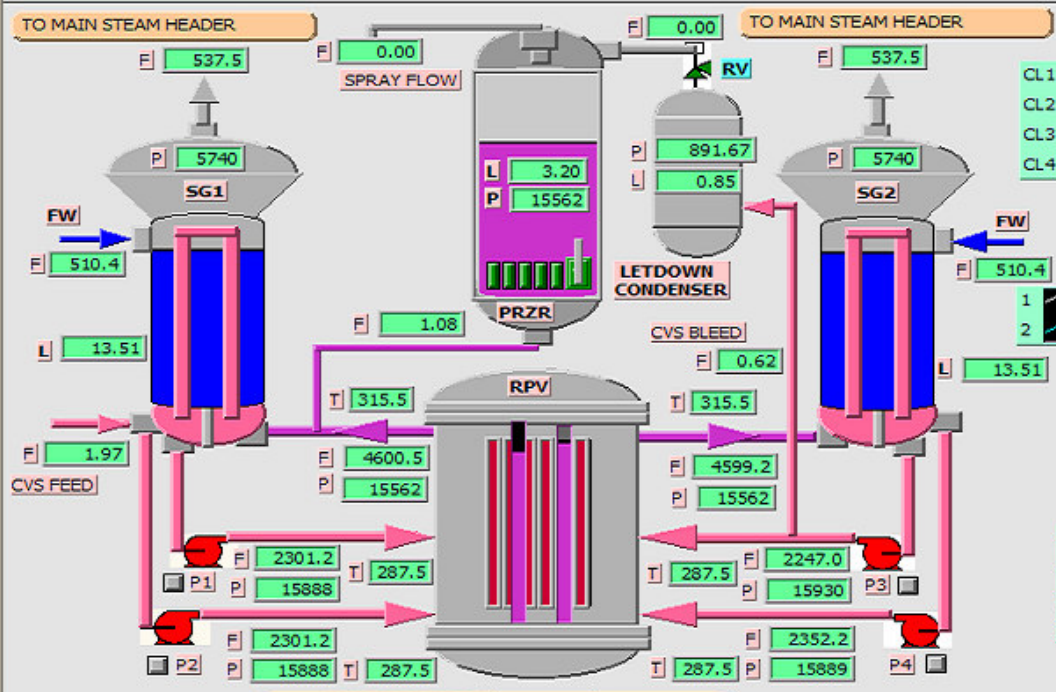 TO MAIN STEAM HEADER
TO MAIN STEAM HEADER
F 537.5
F 0.00
SPRAY FLOW
F 0.00
RV
F 537.5
CL1
CL2
CL3
CL4
P 5740
SG1
L 3.20
P 15562
P 891.67
L 0.85
P 5740
SG2
FW
F 510.4
FW
F 510.4
LETDOWN
CONDENSER
PRZR
1
2
F 1.08
CVS BLEED
F 0.62
L 13.51
L 13.51
RPV
T 315.5
T 315.5
F 1.97
CVS FEED
F 4600.5
P 15562
F 4599.2
P 15562
P1
F 2301.2
P 15888
T 287.5
T 287.5
F 2247.0
P 15930
P3
P2
F 2301.2
P 15888
T 287.5
F 2352.2
T 287.5
P 15889
P4